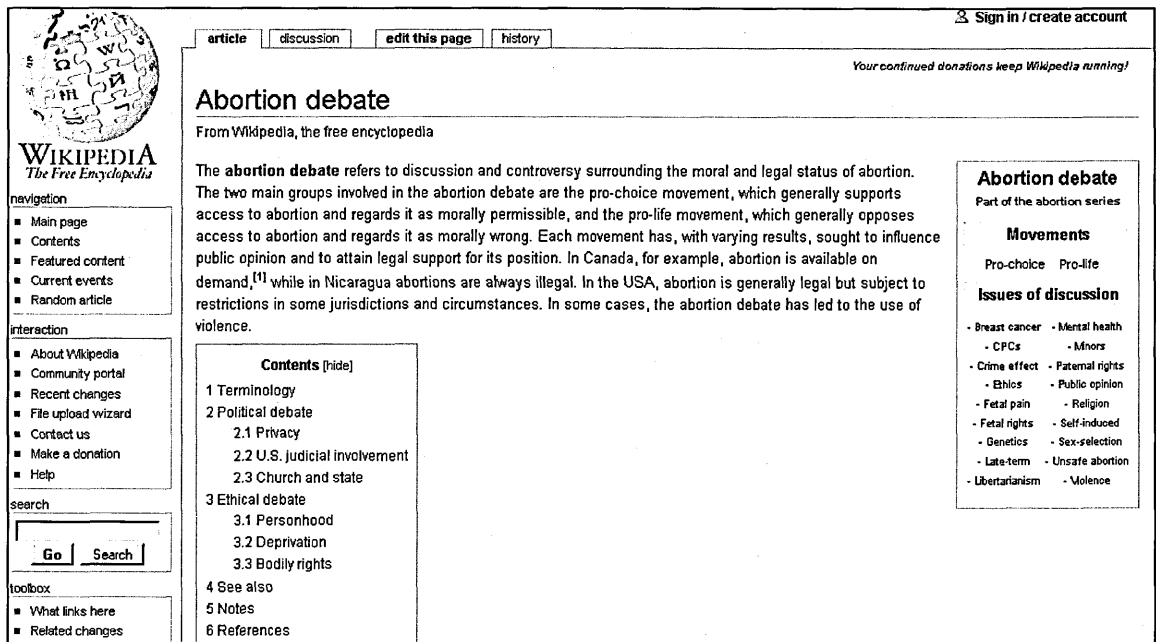 Sign in / create account
article discussion edit this page history
Your continued donations keep Wikipedia running!
Abortion debate
From Wikipedia, the free encyclopedia
WIKIPEDIA
The Free Encyclopedia
navigation
Main page
Contents
Featured content
Current events
Random article
interaction
About Wikipedia
Community portal
Recent changes
File upload wizard
Contact us
Make a donation
Help
search
Go Search
toolbox
What links here
Related changes
The abortion debate refers to discussion and controversy surrounding the moral and legal status of abortion.
The two main groups involved in the abortion debate are the pro-choice movement, which generally supports
access to abortion and regards it as morally permissible, and the pro-life movement, which generally opposes
access to abortion and regards it as morally wrong. Each movement has, with varying results, sought to influence
public opinion and to attain legal support for its position. In Canada, for example, abortion is available on
demand,[1] while in Nicaragua abortions are always illegal. In the USA, abortion is generally legal but subject to
restrictions in some jurisdictions and circumstances. In some cases, the abortion debate has led to the use of
violence.
Contents [hide]
1 Terminology
2 Political debate
2.1 Privacy
2.2 U.S. judicial involvement
2.3 Church and state
3 Ethical debate
3.1 Personhood
3.2 Deprivation
3.3 Bodily rights
4 See also
5 Notes
6 References
Abortion debate
Part of the abortion series
Movements
Pro-choice Pro-life
Issues of discussion
- Breast cancer - Mental health
- CPCs - Minors
- Crime effect - Paternal rights
- Ethics - Public opinion
- Fetal pain - Religion
- Fetal rights - Self-induced
- Genetics - Sex-selection
- Late-term - Unsafe abortion
- Libertarianism - Violence